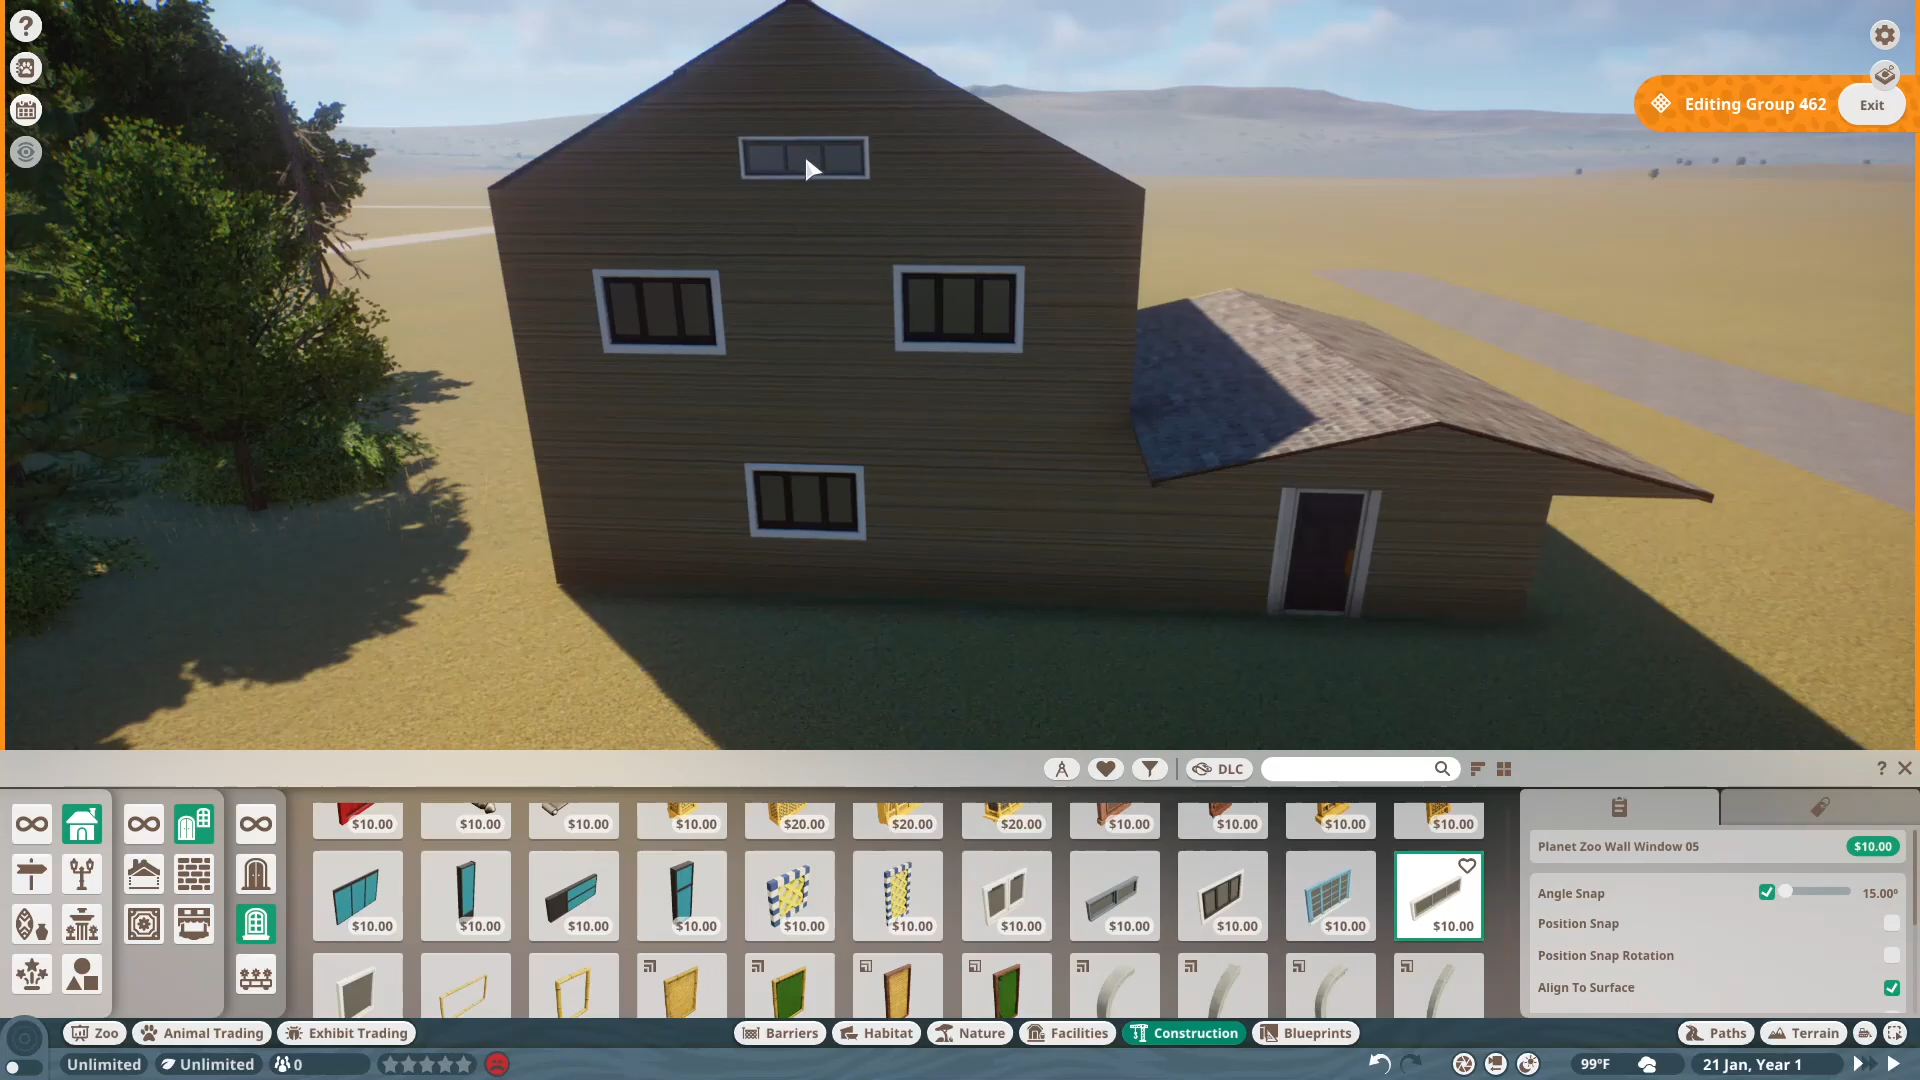 ?
Editing Group 462
Exit
DLC
? ×
$10.00 $10.00 $10.00 $10.00 $20.00 $20.00 $20.00 $10.00 $10.00 $10.00 $10.00
$10.00 $10.00 $10.00 $10.00 $10.00 $10.00 $10.00 $10.00 $10.00 $10.00 $10.00
Planet Zoo Wall Window 05 $10.00
Angle Snap 15.00º
Position Snap
Position Snap Rotation
Align To Surface
Zoo Animal Trading Exhibit Trading Barriers Habitat Nature Facilities Construction Blueprints Paths Terrain
Unlimited Unlimited 0 99°F 21 Jan, Year 1